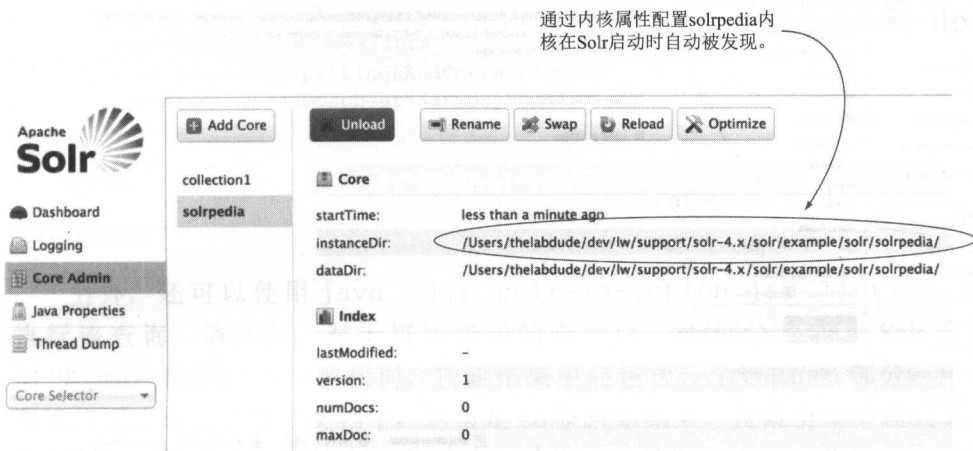 通过内核属性配置solrpedia内
核在Solr启动时自动被发现。
Apache
Solr
Dashboard
Logging
Core Admin
Java Properties
Thread Dump
Core Selector
Add Core
collection1
solrpedia
Unload Rename Swap Reload Optimize
Core
startTime: less than a minute ago
instanceDir: /Users/thelabdude/dev/lw/support/solr-4.x/solr/example/solr/solrpedia/
dataDir: /Users/thelabdude/dev/lw/support/solr-4.x/solr/example/solr/solrpedia/
Index
lastModified: –
version: 1
numDocs: 0
maxDoc: 0